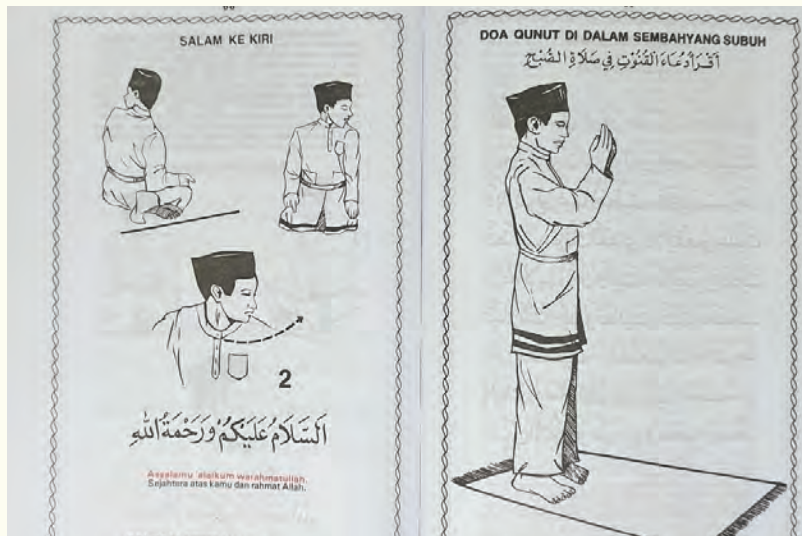 SALAM KE KIRI
2
اَلسَّلَامُ عَلَيْكُمْ وَرَحْمَةُ اللهِ
Assalamu alaikum warahmatullah.
Sejahtera atas kamu dan rahmat Allah.
DOA QUNUT DI DALAM SEMBAHYANG SUBUH
أَقْرَأُ دُعَاءَ الْقُنُوْتِ فِي صَلَاةِ الصُّبْحِ